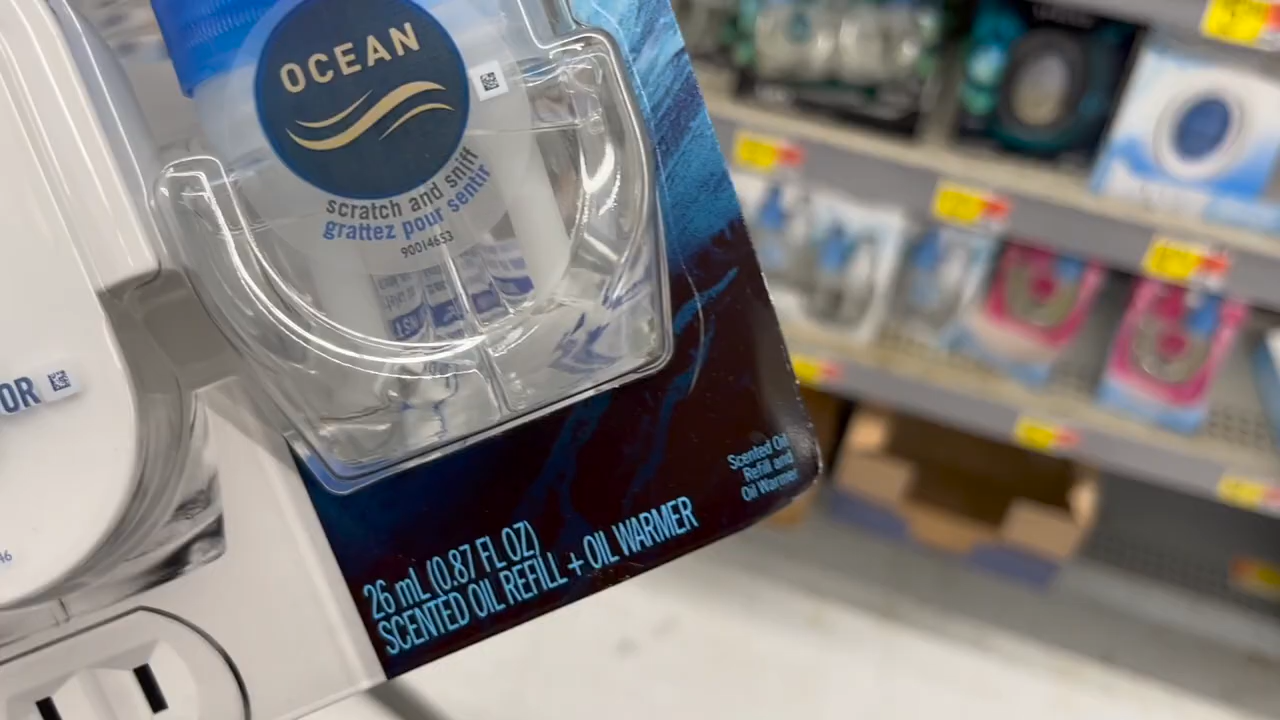 OCEAN
scratch and sniff
grattez pour sentir
90014653
OR
46
Scented Oil
Refill and
Oil Warmer
26 mL (0.87 FL OZ)
SCENTED OIL REFILL + OIL WARMER